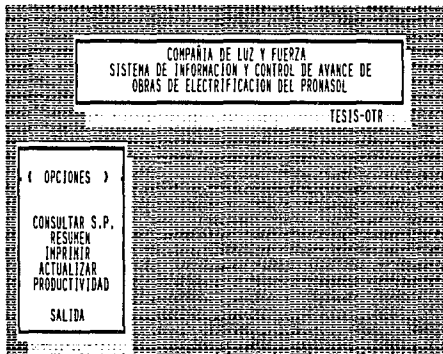 COMPAÑIA DE LUZ Y FUERZA
SISTEMA DE INFORMACION Y CONTROL DE AVANCE DE
OBRAS DE ELECTRIFICACION DEL PRONASOL
TESIS-OTR
( OPCIONES )
CONSULTAR S.P.
RESUMEN
IMPRIMIR
ACTUALIZAR
PRODUCTIVIDAD
SALIDA